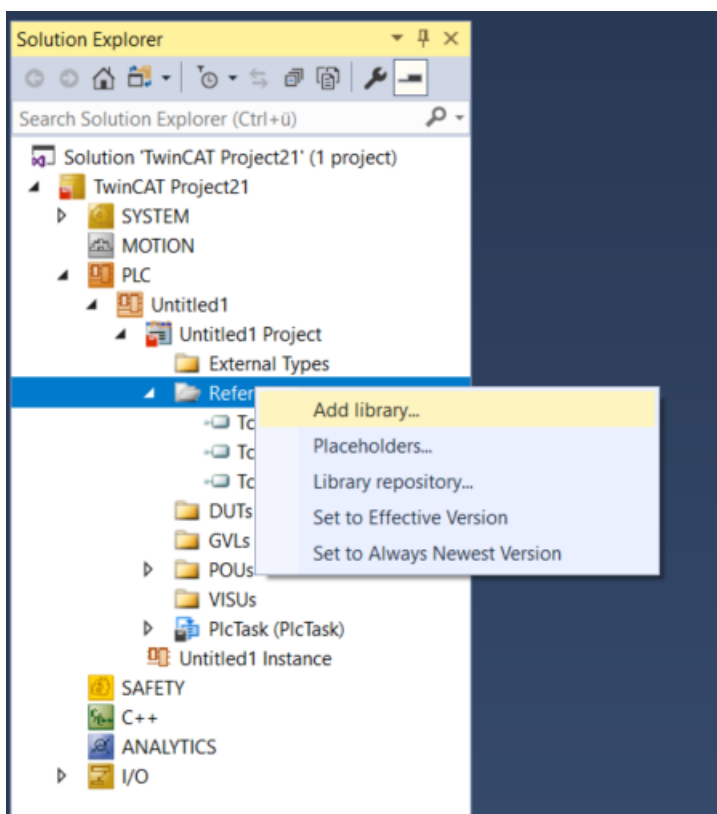 Solution Explorer
Search Solution Explorer (Ctrl+ü)
Solution 'TwinCAT Project21' (1 project)
TwinCAT Project21
SYSTEM
MOTION
PLC
Untitled1
Untitled1 Project
External Types
Refer
Add library...
Tc
Placeholders...
Tc
Library repository...
Tc
Set to Effective Version
DUTs
GVLs
Set to Always Newest Version
POUs
VISUs
PlcTask (PlcTask)
Untitled1 Instance
SAFETY
C++
ANALYTICS
I/O